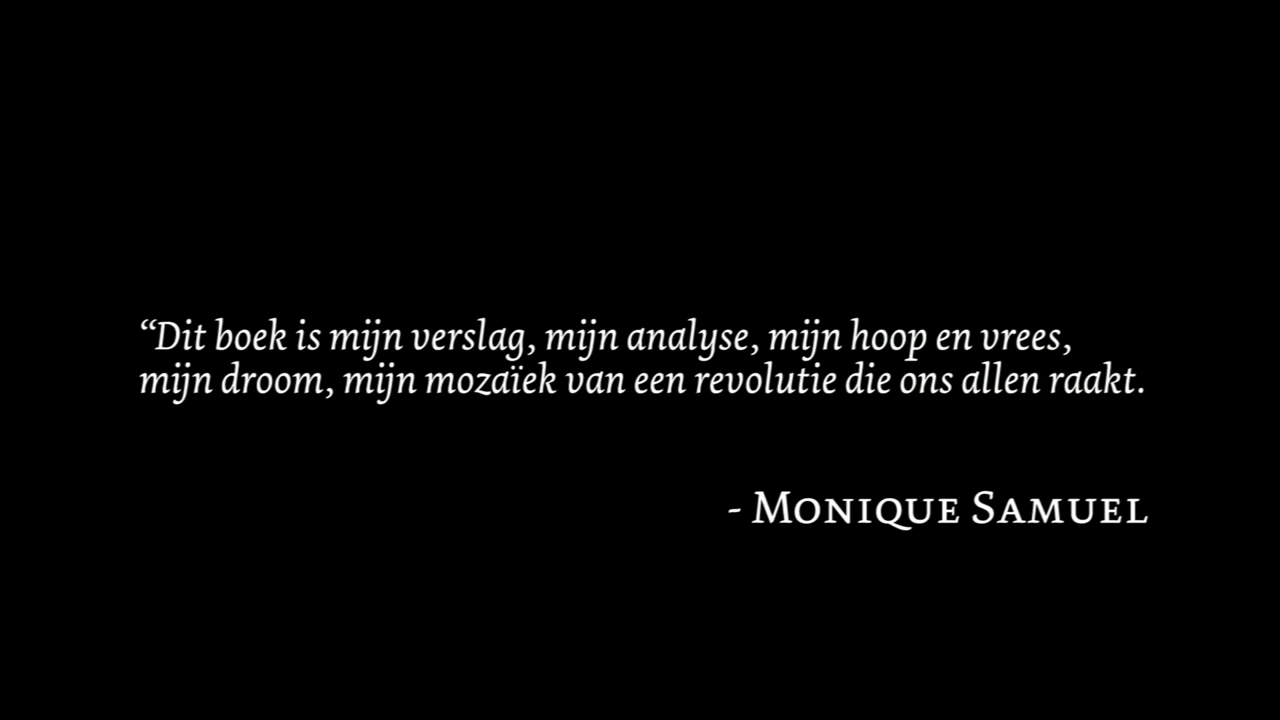 “Dit boek is mijn verslag, mijn analyse, mijn hoop en vrees,
mijn droom, mijn mozaïek van een revolutie die ons allen raakt.
- Monique Samuel